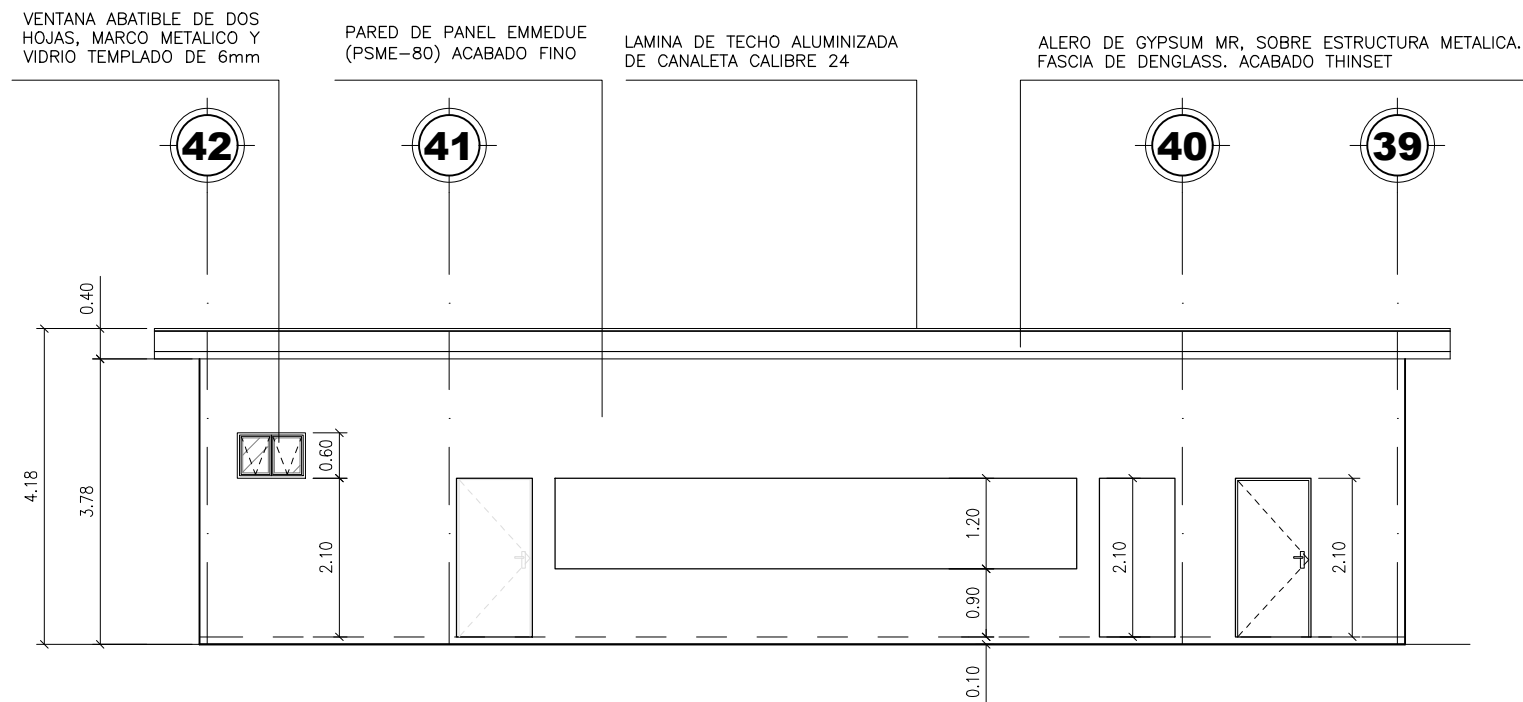 VENTANA ABATIBLE DE DOS
HOJAS, MARCO METALICO Y
VIDRIO TEMPLADO DE 6mm
PARED DE PANEL EMMEDUE
(PSME-80) ACABADO FINO
LAMINA DE TECHO ALUMINIZADA
DE CANALETA CALIBRE 24
ALERO DE GYPSUM MR, SOBRE ESTRUCTURA METALICA.
FASCIA DE DENGLASS. ACABADO THINSET
42
41
40
39
0.40
4.18
3.78
0.60
2.10
1.20
0.90
0.10
2.10
2.10